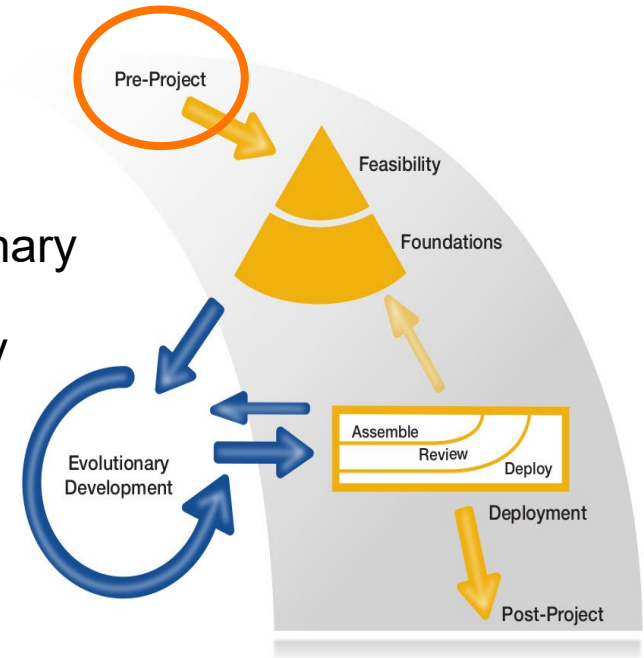 Pre-Project
Feasibility
Foundations
Assemble
Review
Deploy
Evolutionary
Development
Deployment
Post-Project